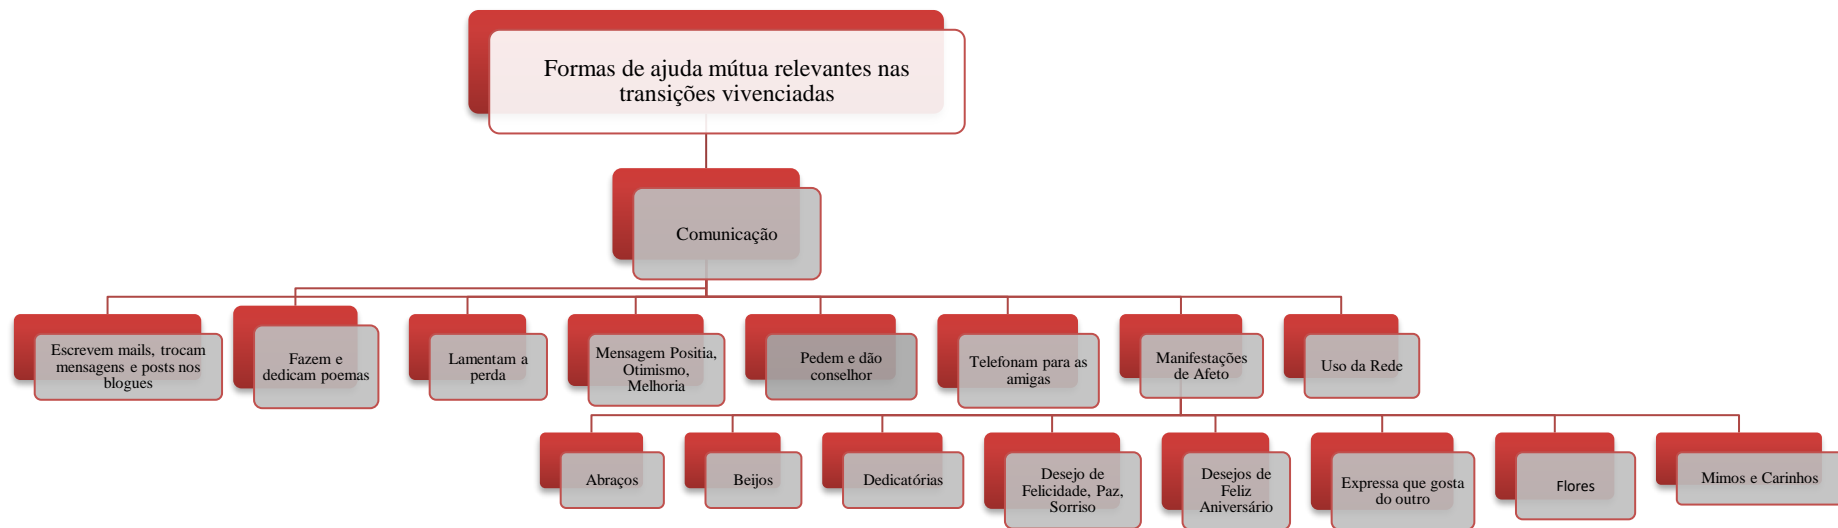 Formas de ajuda mútua relevantes nas
transições vivenciadas
Comunicação
Escrevem mails, trocam
mensagens e posts nos
blogues
Fazem e
dedicam poemas
Lamentam a
perda
Mensagem Positia,
Otimismo,
Melhoria
Pedem e dão
conselhor
Telefonam para as
amigas
Manifestações
de Afeto
Uso da Rede
Abraços
Beijos
Dedicatórias
Desejo de
Felicidade, Paz,
Sorriso
Desejos de
Feliz
Aniversário
Expressa que gosta
do outro
Flores
Mimos e Carinhos